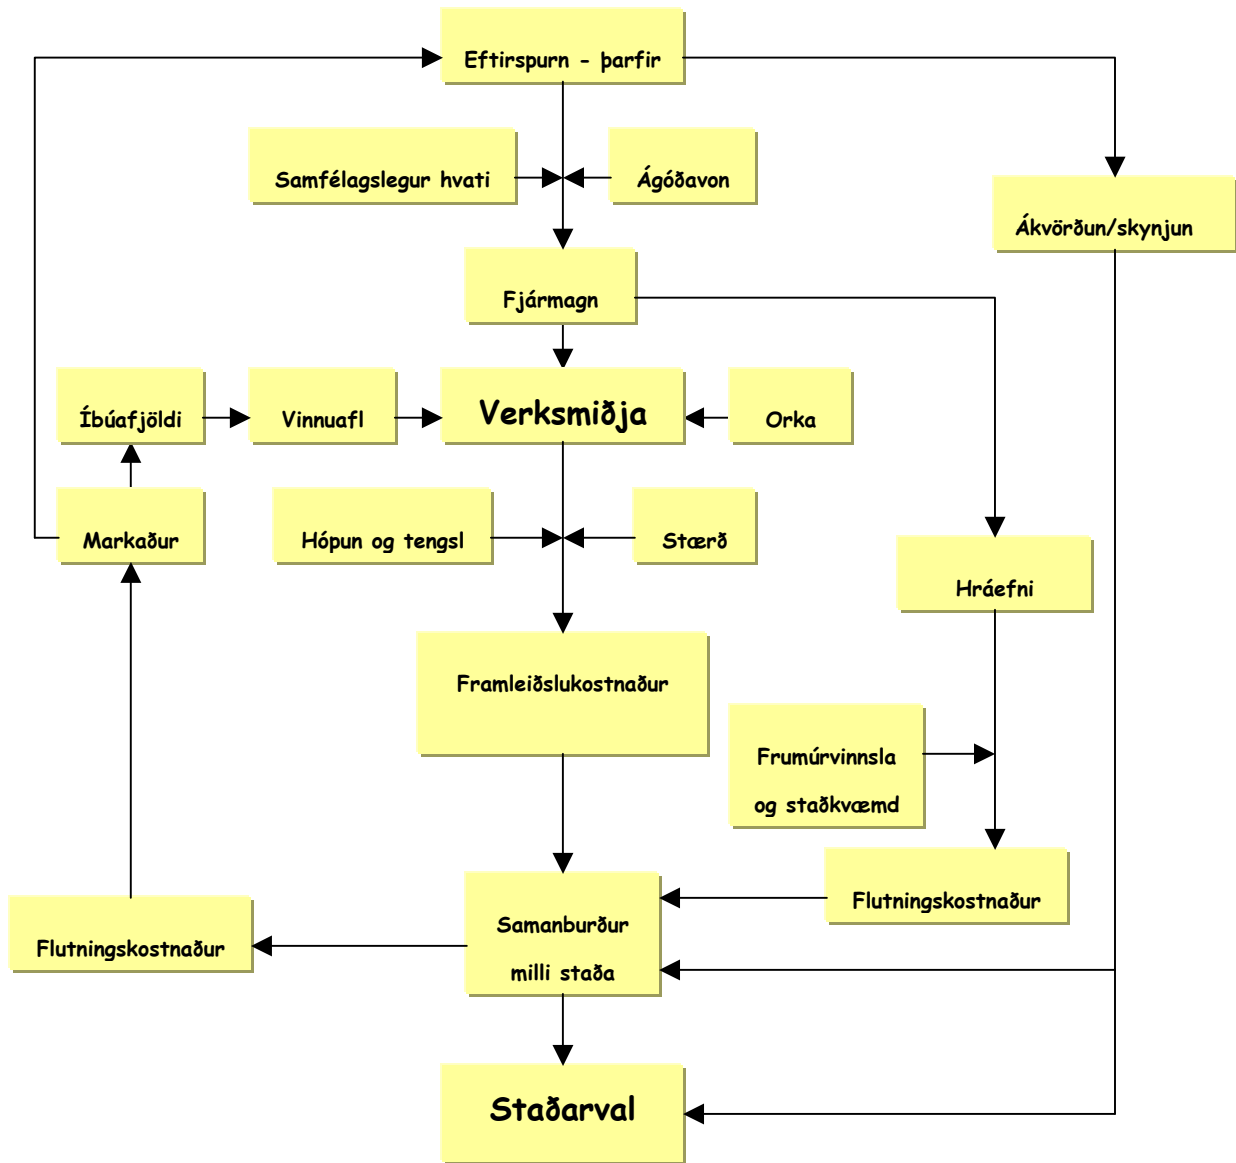 Eftirspurn - þarfir
Samfélagslegur hvati
Ágóðavon
Ákvörðun/skynjun
Fjármagn
Íbúafjöldi
Vinnuafl
Verksmiðja
Orka
Markaður
Hópun og tengsl
Stærð
Hráefni
Framleiðslukostnaður
Frumúrvinnsla
og staðkvæmd
Flutningskostnaður
Samanburður
milli staða
Flutningskostnaður
Staðarval